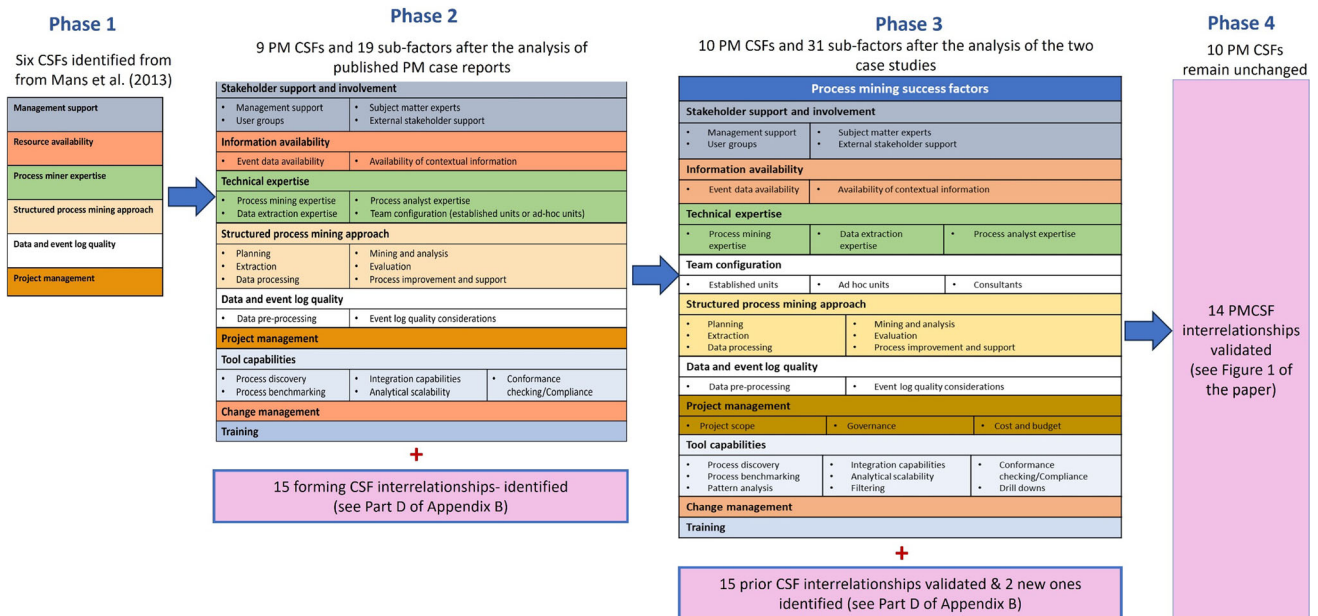 Phase 1
Six CSFs identified from
from Mans et al. (2013)
Management support
Resource availability
Process miner expertise
Structured process mining approach
Data and event log quality
Project management
Phase 2
9 PM CSFs and 19 sub-factors after the analysis of
published PM case reports
Stakeholder support and involvement
• Management support
• User groups
• Subject matter experts
• External stakeholder support
Information availability
• Event data availability
• Availability of contextual information
Technical expertise
• Process mining expertise
• Data extraction expertise
• Process analyst expertise
• Team configuration (established units or ad-hoc units)
Structured process mining approach
• Planning
• Extraction
• Data processing
• Mining and analysis
• Evaluation
• Process improvement and support
Data and event log quality
• Data pre-processing
• Event log quality considerations
Project management
Tool capabilities
• Process discovery
• Process benchmarking
• Integration capabilities
• Analytical scalability
• Conformance
checking/Compliance
Change management
Training
+
15 forming CSF interrelationships- identified
(see Part D of Appendix B)
Phase 3
10 PM CSFs and 31 sub-factors after the analysis of the two
case studies
Process mining success factors
Stakeholder support and involvement
• Management support
• User groups
• Subject matter experts
• External stakeholder support
Information availability
• Event data availability
• Availability of contextual information
Technical expertise
• Process mining
expertise
• Data extraction
expertise
• Process analyst expertise
Team configuration
• Established units
• Ad hoc units
• Consultants
Structured process mining approach
• Planning
• Extraction
• Data processing
• Mining and analysis
• Evaluation
• Process improvement and support
Data and event log quality
• Data pre-processing
• Event log quality considerations
Project management
• Project scope
• Governance
• Cost and budget
Tool capabilities
• Process discovery
• Process benchmarking
• Pattern analysis
• Integration capabilities
• Analytical scalability
• Filtering
• Conformance
checking/Compliance
• Drill downs
Change management
Training
+
15 prior CSF interrelationships validated & 2 new ones
identified (see Part D of Appendix B)
Phase 4
10 PM CSFs
remain unchanged
14 PMCSF
interrelationships
validated
(see Figure 1 of
the paper)